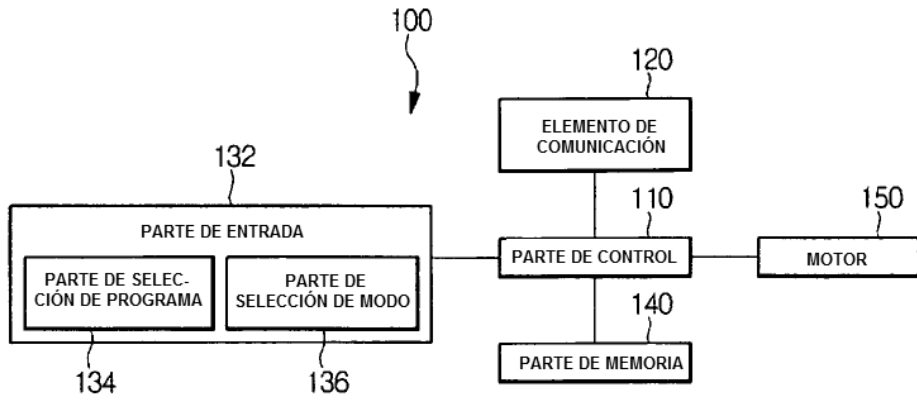 100
120
ELEMENTO DE
COMUNICACIÓN
132
110
150
PARTE DE ENTRADA
PARTE DE CONTROL
MOTOR
PARTE DE SELEC-
CIÓN DE PROGRAMA
PARTE DE
SELECCIÓN DE MODO
140
PARTE DE MEMORIA
134
136